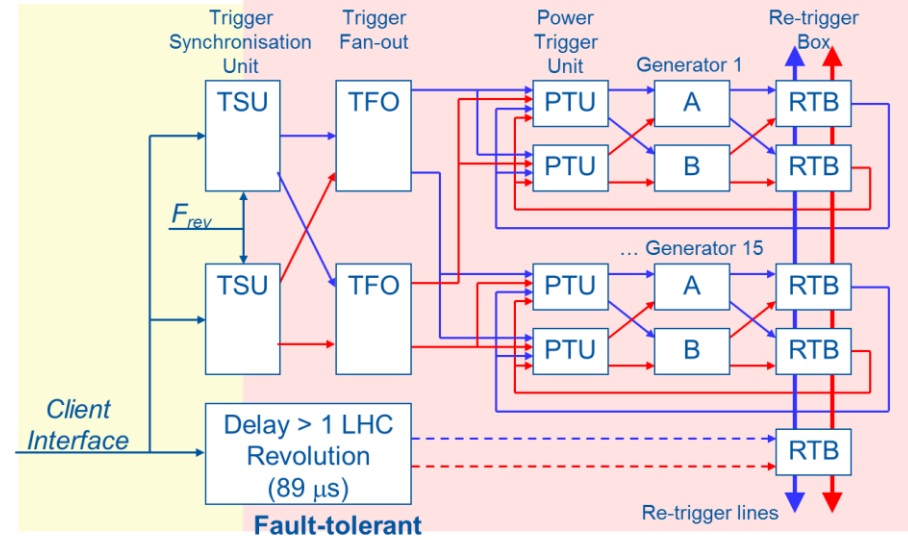 Trigger
Synchronisation
Unit
Trigger
Fan-out
Power
Trigger
Unit
Generator 1
Re-trigger
Box
TSU
TFO
PTU
A
RTB
PTU
B
RTB
F_rev
… Generator 15
TSU
TFO
PTU
A
RTB
PTU
B
RTB
Client
Interface
Delay > 1 LHC
Revolution
(89 µs)
RTB
Re-trigger lines
Fault-tolerant